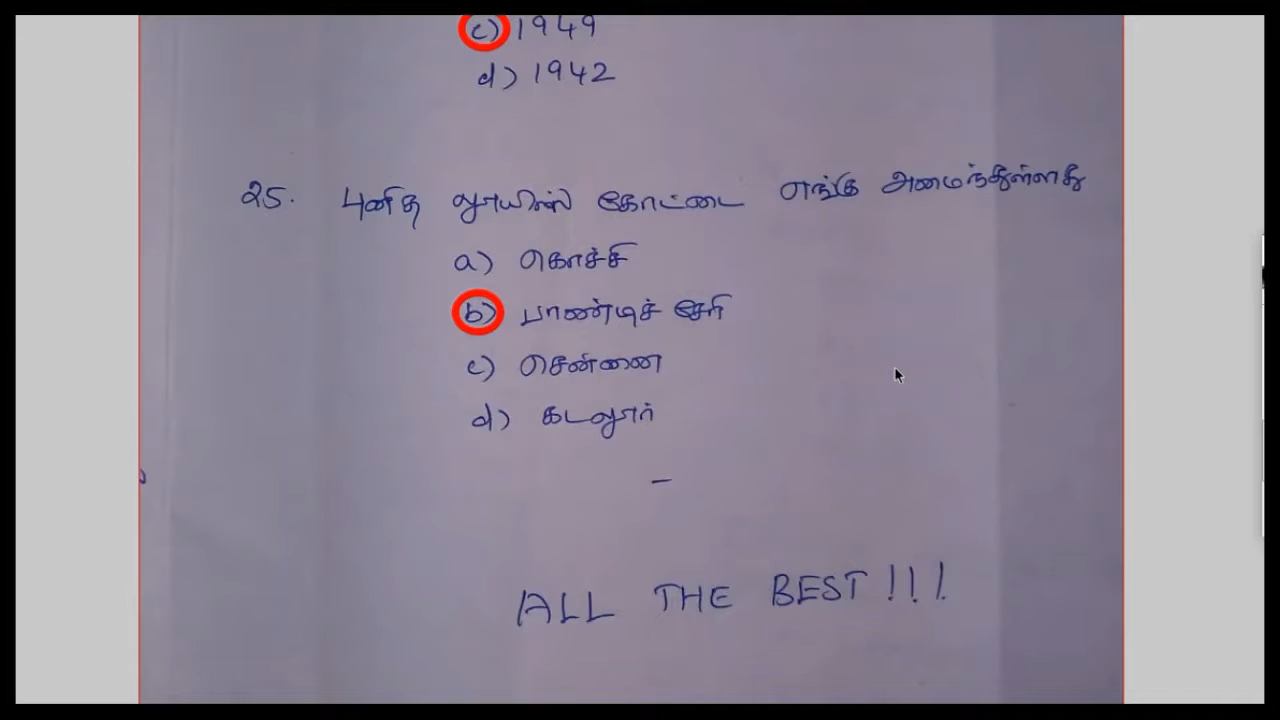 c) 1949
d) 1942
25. புனித லூயிஸ் கோட்டை எங்கு அமைந்துள்ளது
a) கொச்சி
b) பாண்டிச் சேரி
c) சென்னை
d) கடலூர்
ALL THE BEST!!!